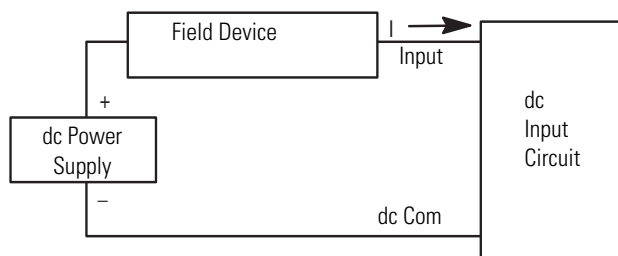 Field Device
I
Input
+
dc Power
Supply
–
dc
Input
Circuit
dc Com